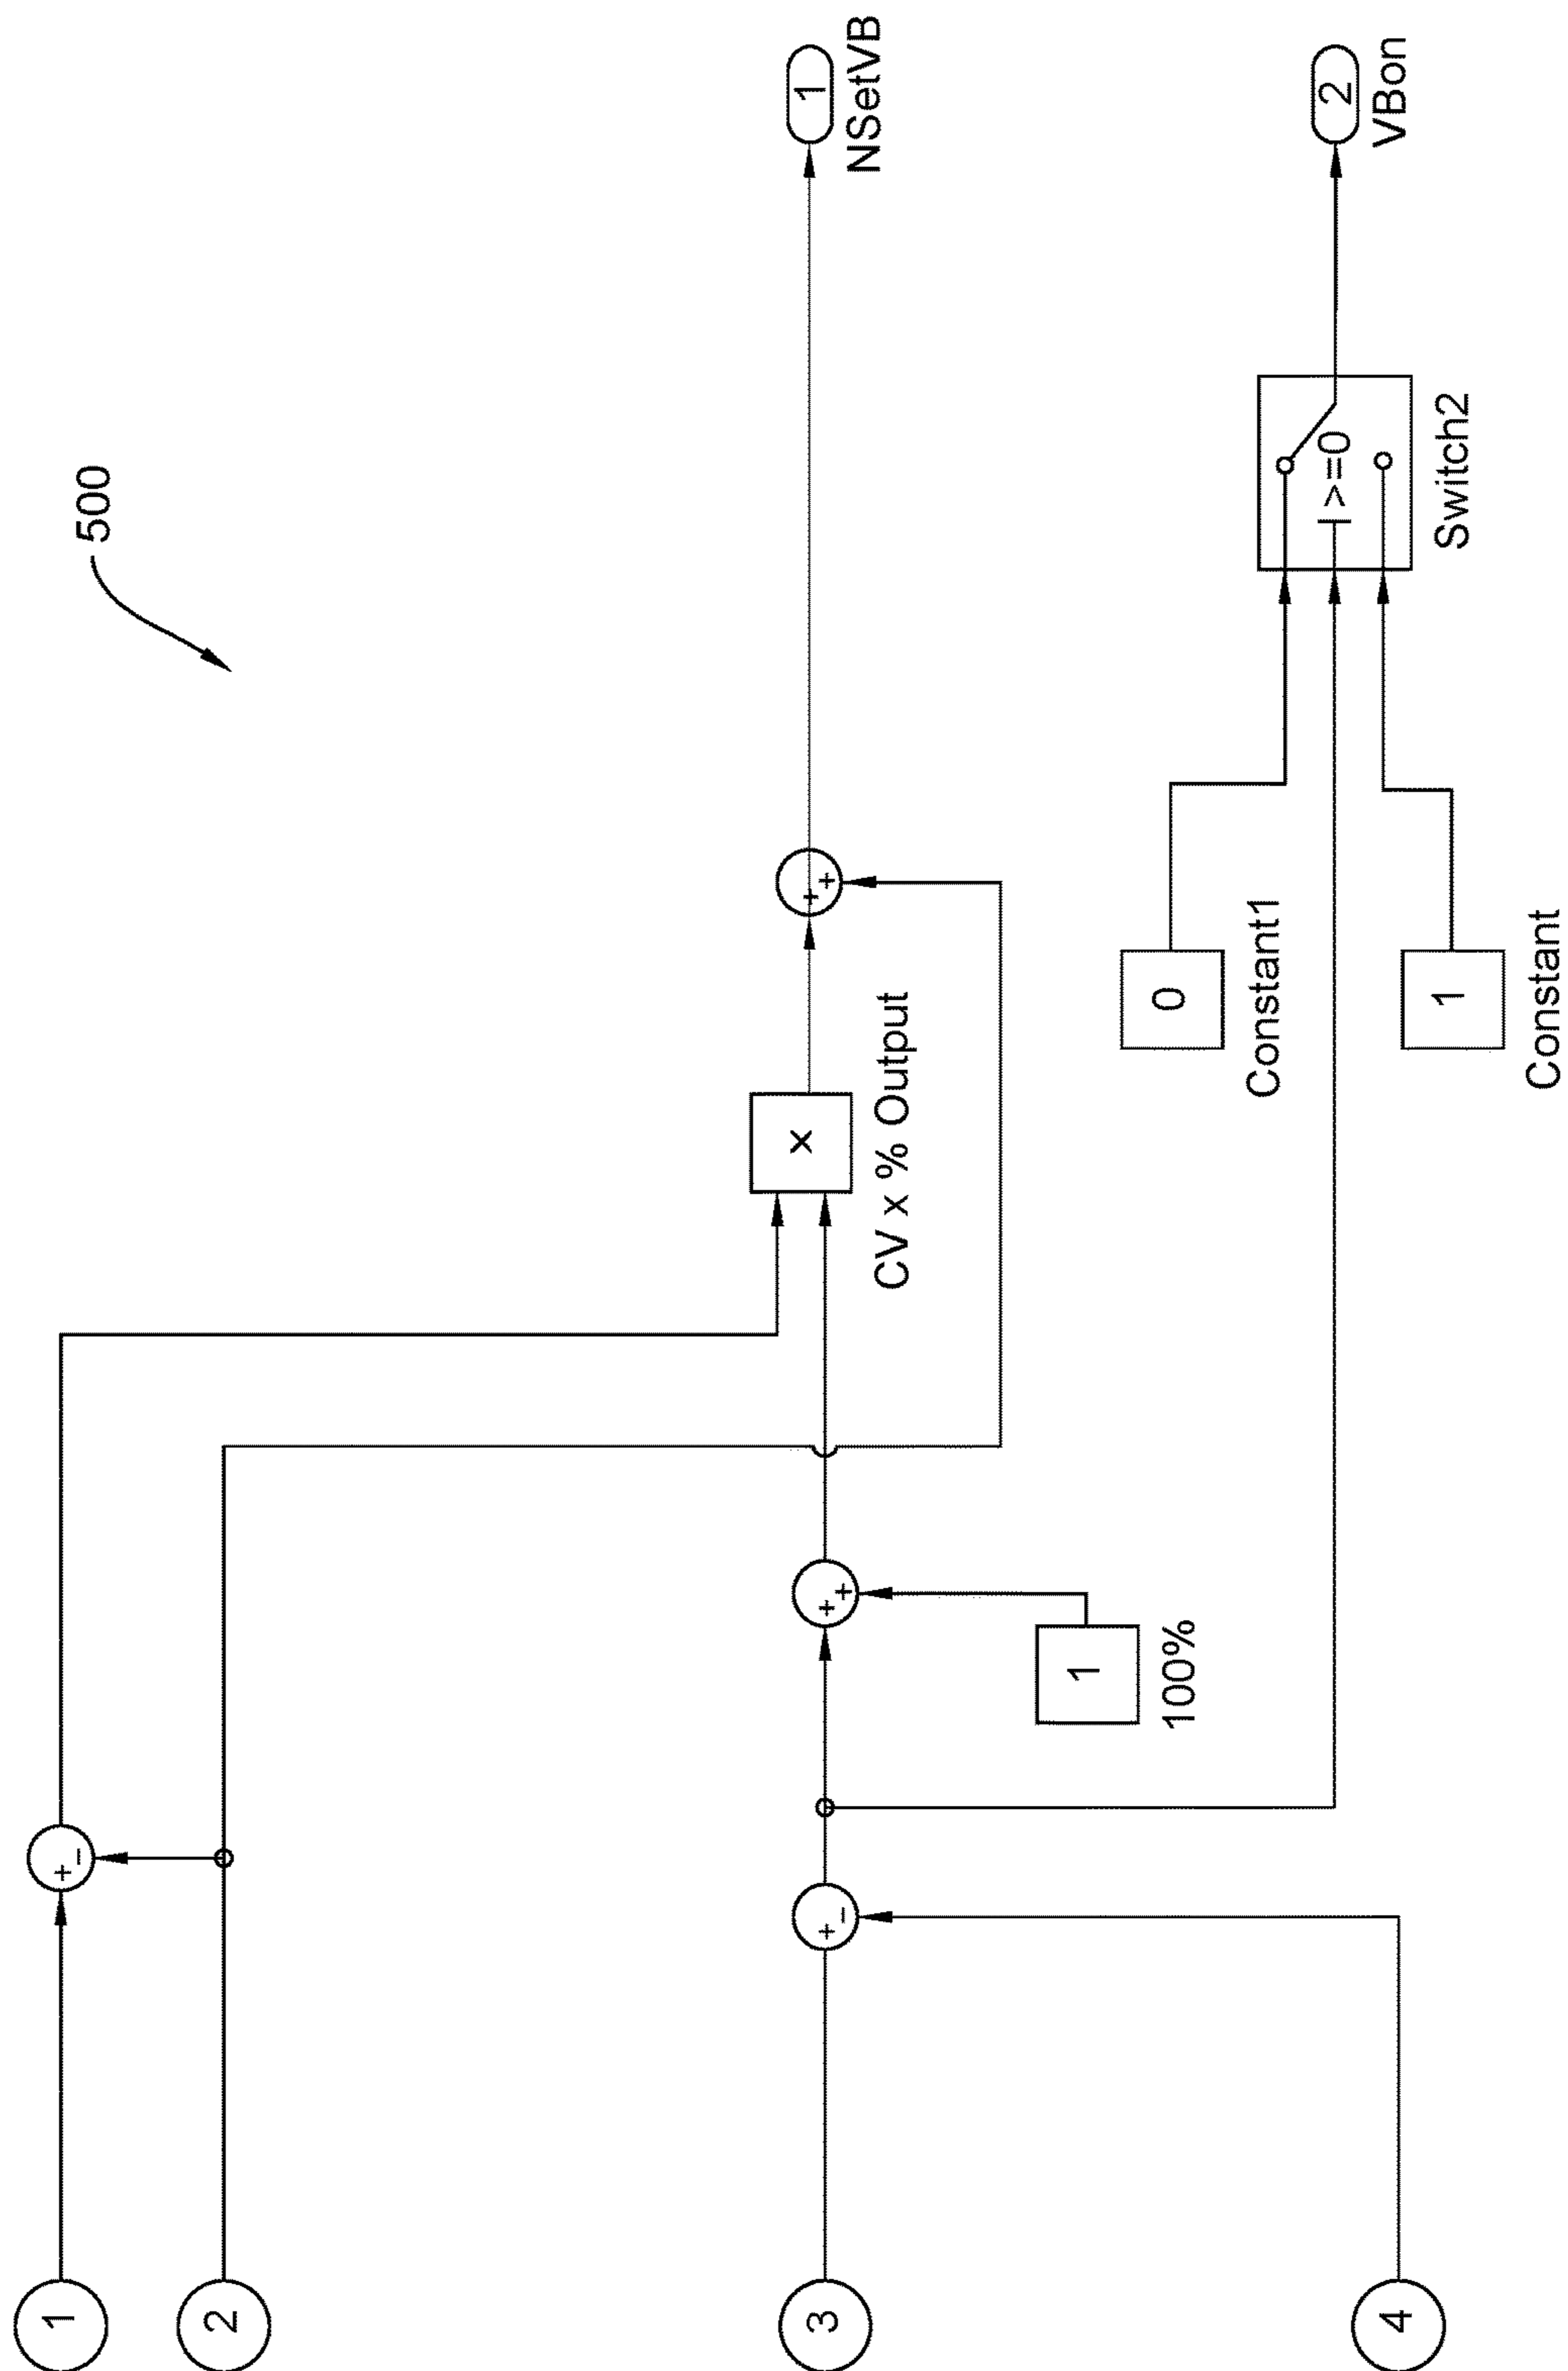 500
1
2
3
4
+
-
+
-
+
+
1
100%
x
CV x % Output
+
+
1
NSetVB
0
Constant1
1
Constant
>=0
Switch2
2
VBon